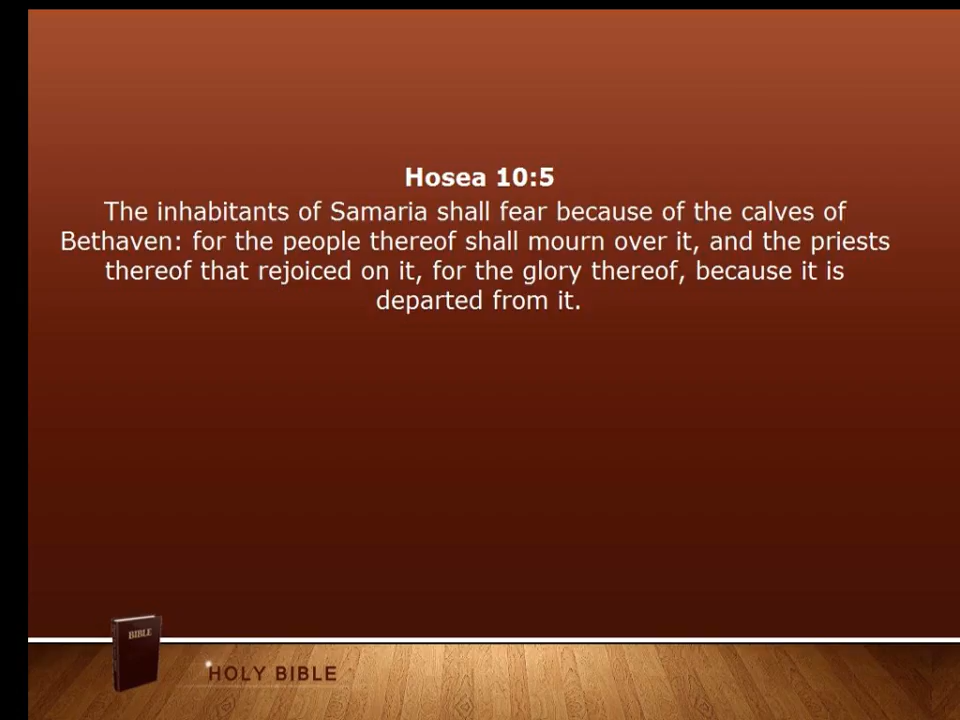 Hosea 10:5
The inhabitants of Samaria shall fear because of the calves of
Bethaven: for the people thereof shall mourn over it, and the priests
thereof that rejoiced on it, for the glory thereof, because it is
departed from it.
BIBLE
HOLY BIBLE